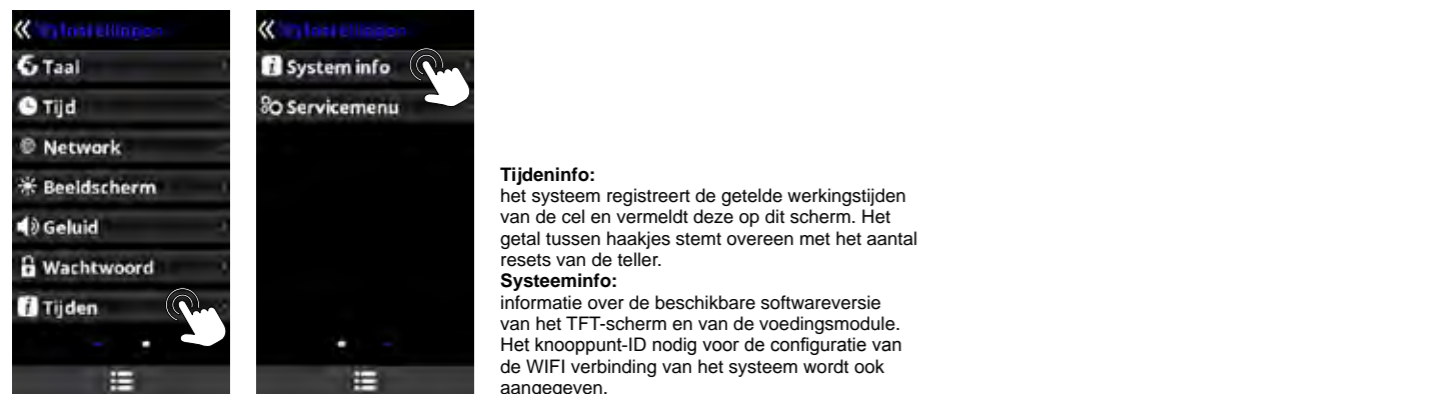 Instellingen
Taal
Tijd
Network
Beeldscherm
Geluid
Wachtwoord
Tijden
Instellingen
System info
Servicemenu
Tijdeninfo:
het systeem registreert de getelde werkingstijden
van de cel en vermeldt deze op dit scherm. Het
getal tussen haakjes stemt overeen met het aantal
resets van de teller.
Systeeminfo:
informatie over de beschikbare softwareversie
van het TFT-scherm en van de voedingsmodule.
Het knooppunt-ID nodig voor de configuratie van
de WIFI verbinding van het systeem wordt ook
aangegeven.